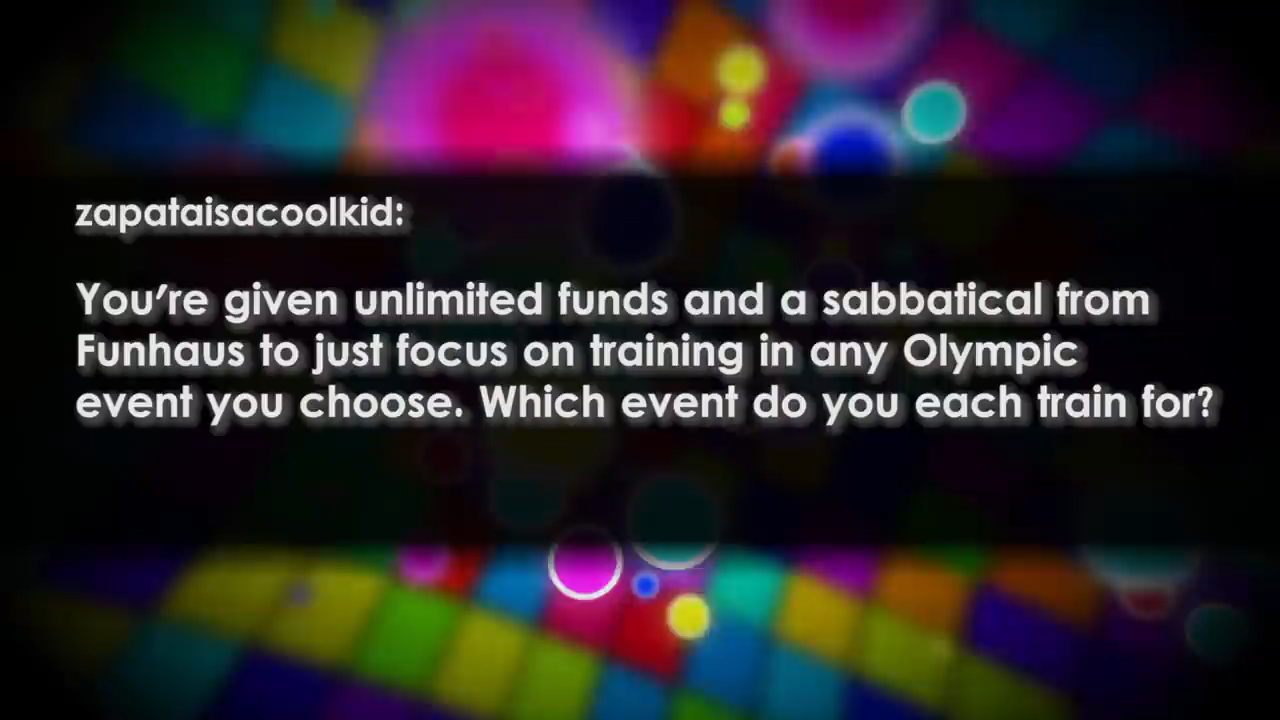 zapataisacoolkid:
You're given unlimited funds and a sabbatical from
Funhaus to just focus on training in any Olympic
event you choose. Which event do you each train for?